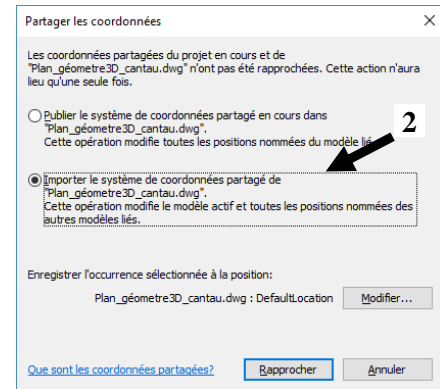 Partager les coordonnées
Les coordonnées partagées du projet en cours et de
"Plan_géometre3D_cantau.dwg" n'ont pas été rapprochées. Cette action n'aura
lieu qu'une seule fois.
Publier le système de coordonnées partagé en cours dans
"Plan_géometre3D_cantau.dwg".
Cette opération modifie toutes les positions nommées du modèle lié.
2
Importer le système de coordonnées partagé de
"Plan_géometre3D_cantau.dwg".
Cette opération modifie le modèle actif et toutes les positions nommées des
autres modèles liés.
Enregistrer l'occurrence sélectionnée à la position:
Plan_géometre3D_cantau.dwg : DefaultLocation
Modifier...
Que sont les coordonnées partagées?
Rapprocher
Annuler